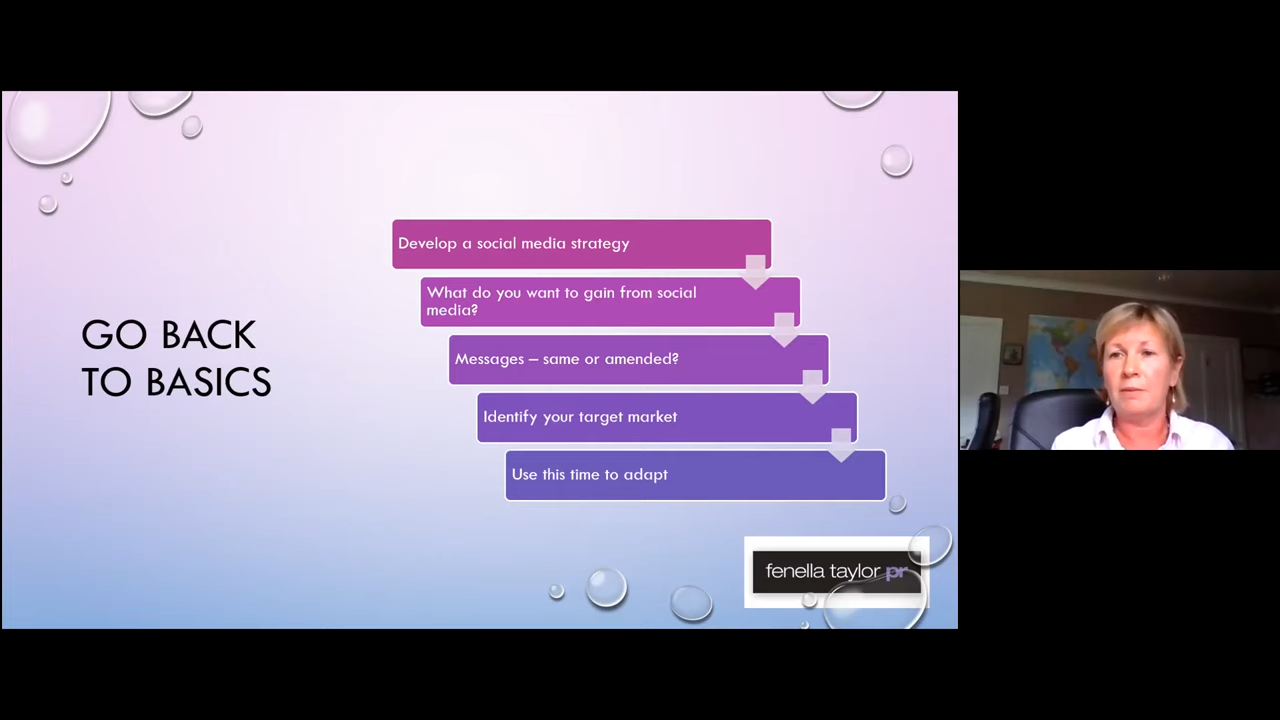 GO BACK
TO BASICS
Develop a social media strategy
What do you want to gain from social
media?
Messages – same or amended?
Identify your target market
Use this time to adapt
fenella taylor pr